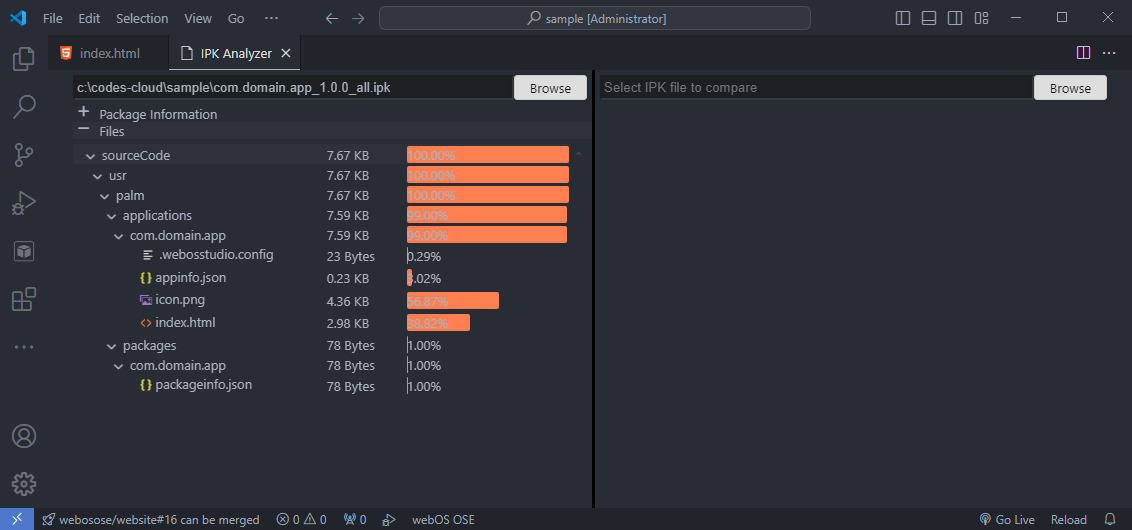 File Edit Selection View Go ··· sample [Administrator]
index.html IPK Analyzer
c:\codes-cloud\sample\com.domain.app_1.0.0_all.ipk Browse Select IPK file to compare Browse
Package Information
Files
sourceCode 7.67 KB 100.00%
usr 7.67 KB 100.00%
palm 7.67 KB 100.00%
applications 7.59 KB 99.00%
com.domain.app 7.59 KB 99.00%
.webosstudio.config 23 Bytes 0.29%
appinfo.json 0.23 KB 3.02%
icon.png 4.36 KB 56.87%
index.html 2.98 KB 38.82%
packages 78 Bytes 1.00%
com.domain.app 78 Bytes 1.00%
packageinfo.json 78 Bytes 1.00%
webosose/website#16 can be merged 0 0 0 webOS OSE Go Live Reload